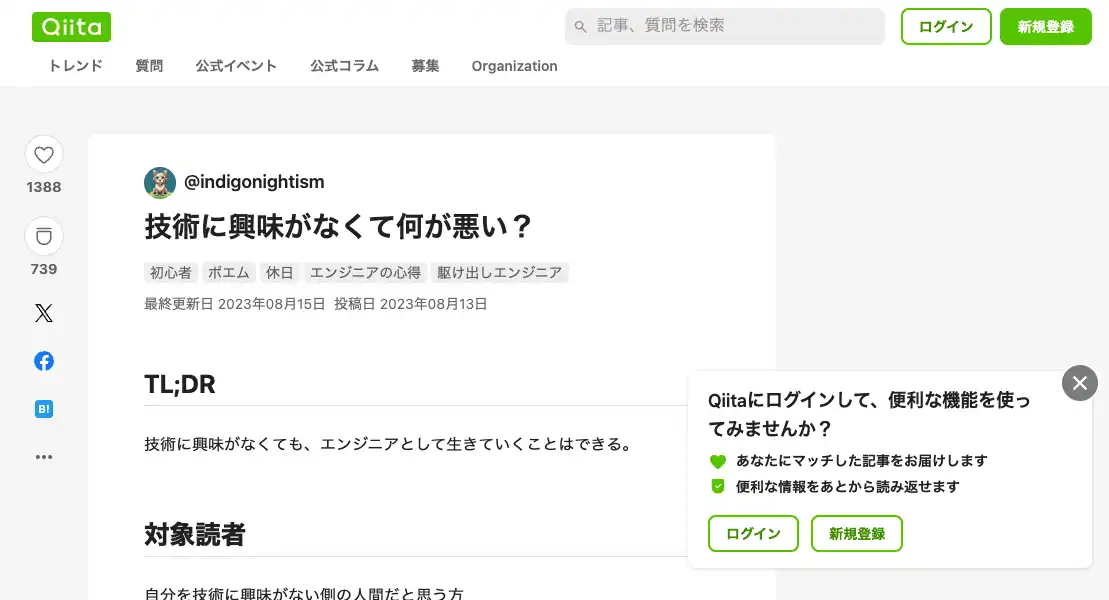 Qiita
記事、質問を検索
ログイン
新規登録
トレンド 質問 公式イベント 公式コラム 募集 Organization
1388
739
@indigonightism
技術に興味がなくて何が悪い？
初心者 ポエム 休日 エンジニアの心得 駆け出しエンジニア
最終更新日 2023年08月15日 投稿日 2023年08月13日
TL;DR
技術に興味がなくても、エンジニアとして生きていくことはできる。
対象読者
自分を技術に興味がない側の人間だと思う方
B!
Qiitaにログインして、便利な機能を使っ
てみませんか？
あなたにマッチした記事をお届けします
便利な情報をあとから読み返せます
ログイン 新規登録